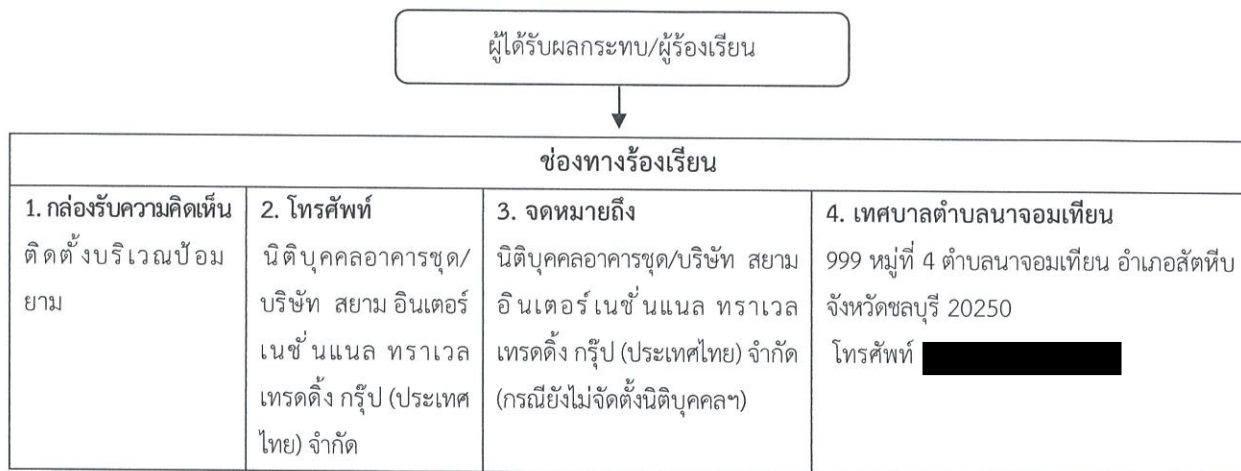 ผู้ได้รับผลกระทบ/ผู้ร้องเรียน
ช่องทางร้องเรียน
1. กล่องรับความคิดเห็น
ติดตั้งบริเวณป้อม
ยาม
2. โทรศัพท์
นิติบุคคลอาคารชุด/
บริษัท สยาม อินเตอร์
เนชั่นแนล ทราเวล
เทรดดิ้ง กรุ๊ป (ประเทศ
ไทย) จำกัด
3. จดหมายถึง
นิติบุคคลอาคารชุด/บริษัท สยาม
อินเตอร์เนชั่นแนล ทราเวล
เทรดดิ้ง กรุ๊ป (ประเทศไทย) จำกัด
(กรณียังไม่จัดตั้งนิติบุคคลฯ)
4. เทศบาลตำบลนาจอมเทียน
999 หมู่ที่ 4 ตำบลนาจอมเทียน อำเภอสัตหีบ
จังหวัดชลบุรี 20250
โทรศัพท์